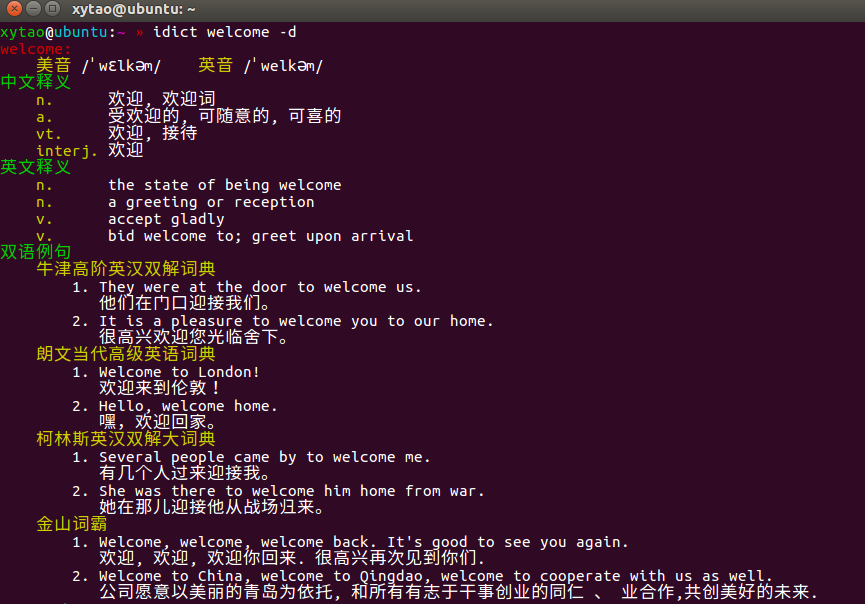 xytao@ubuntu: ~
xytao@ubuntu:~ » idict welcome -d
welcome:
美音 /ˈwɛlkəm/ 英音 /ˈwelkəm/
中文释义
n. 欢迎, 欢迎词
a. 受欢迎的, 可随意的, 可喜的
vt. 欢迎, 接待
interj. 欢迎
英文释义
n. the state of being welcome
n. a greeting or reception
v. accept gladly
v. bid welcome to; greet upon arrival
双语例句
牛津高阶英汉双解词典
1. They were at the door to welcome us.
他们在门口迎接我们。
2. It is a pleasure to welcome you to our home.
很高兴欢迎您光临舍下。
朗文当代高级英语词典
1. Welcome to London!
欢迎来到伦敦！
2. Hello, welcome home.
嘿，欢迎回家。
柯林斯英汉双解大词典
1. Several people came by to welcome me.
有几个人过来迎接我。
2. She was there to welcome him home from war.
她在那儿迎接他从战场归来。
金山词霸
1. Welcome, welcome, welcome back. It's good to see you again.
欢迎, 欢迎, 欢迎你回来. 很高兴再次见到你们.
2. Welcome to China, welcome to Qingdao, welcome to cooperate with us as well.
公司愿意以美丽的青岛为依托, 和所有有志于干事创业的同仁 、 业合作,共创美好的未来.